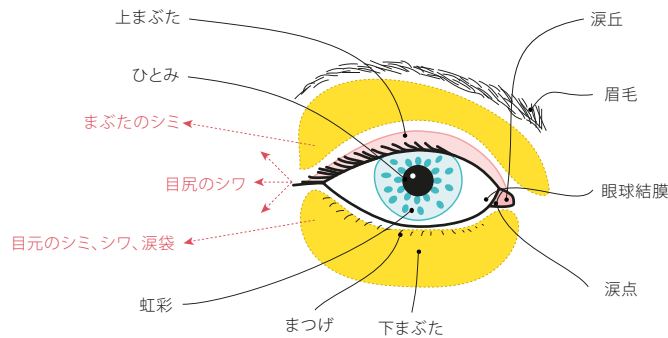 上まぶた
涙丘
ひとみ
眉毛
まぶたのシミ
目尻のシワ
眼球結膜
目元のシミ、シワ、涙袋
涙点
虹彩
まつげ
下まぶた